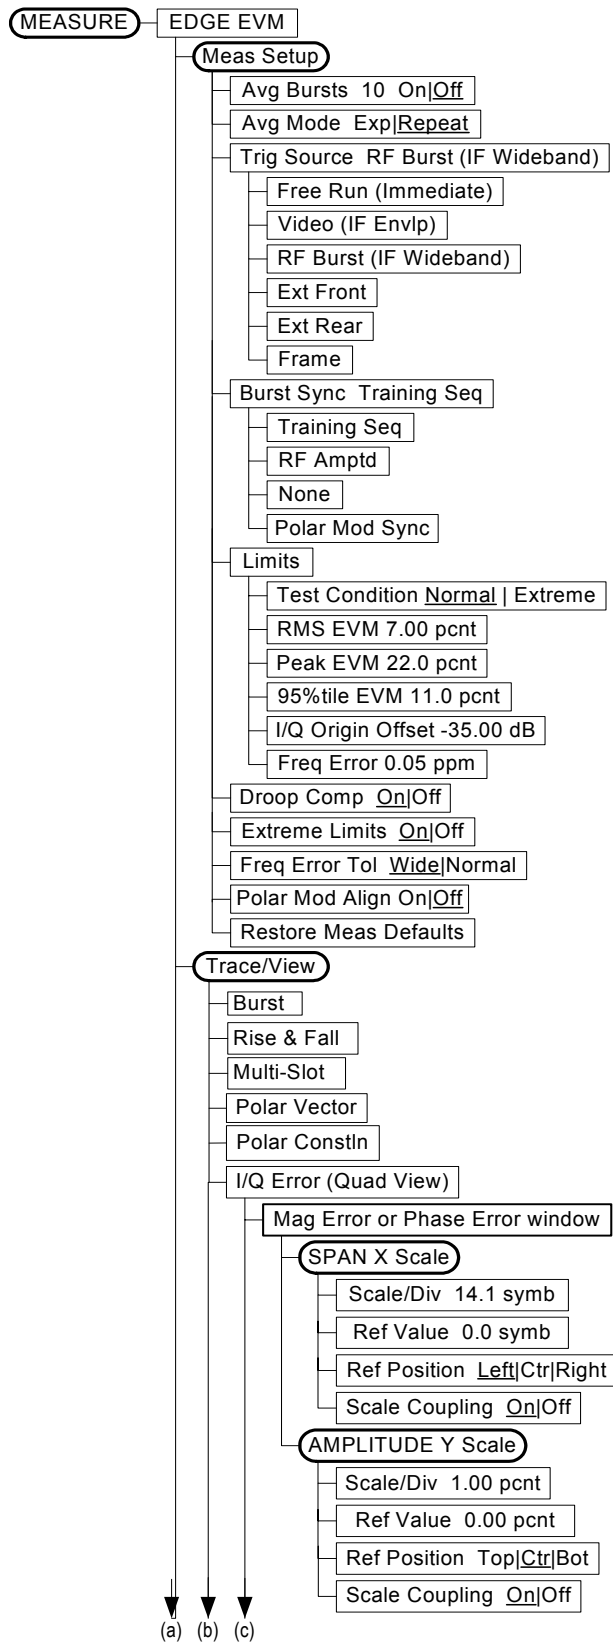 MEASURE EDGE EVM
Meas Setup
Avg Bursts 10 On|Off
Avg Mode Exp|Repeat
Trig Source RF Burst (IF Wideband)
Free Run (Immediate)
Video (IF Envlp)
RF Burst (IF Wideband)
Ext Front
Ext Rear
Frame
Burst Sync Training Seq
Training Seq
RF Amptd
None
Polar Mod Sync
Limits
Test Condition Normal | Extreme
RMS EVM 7.00 pcnt
Peak EVM 22.0 pcnt
95%tile EVM 11.0 pcnt
I/Q Origin Offset -35.00 dB
Freq Error 0.05 ppm
Droop Comp On|Off
Extreme Limits On|Off
Freq Error Tol Wide|Normal
Polar Mod Align On|Off
Restore Meas Defaults
Trace/View
Burst
Rise & Fall
Multi-Slot
Polar Vector
Polar Constln
I/Q Error (Quad View)
Mag Error or Phase Error window
SPAN X Scale
Scale/Div 14.1 symb
Ref Value 0.0 symb
Ref Position Left|Ctr|Right
Scale Coupling On|Off
AMPLITUDE Y Scale
Scale/Div 1.00 pcnt
Ref Value 0.00 pcnt
Ref Position Top|Ctr|Bot
Scale Coupling On|Off
(a) (b) (c)